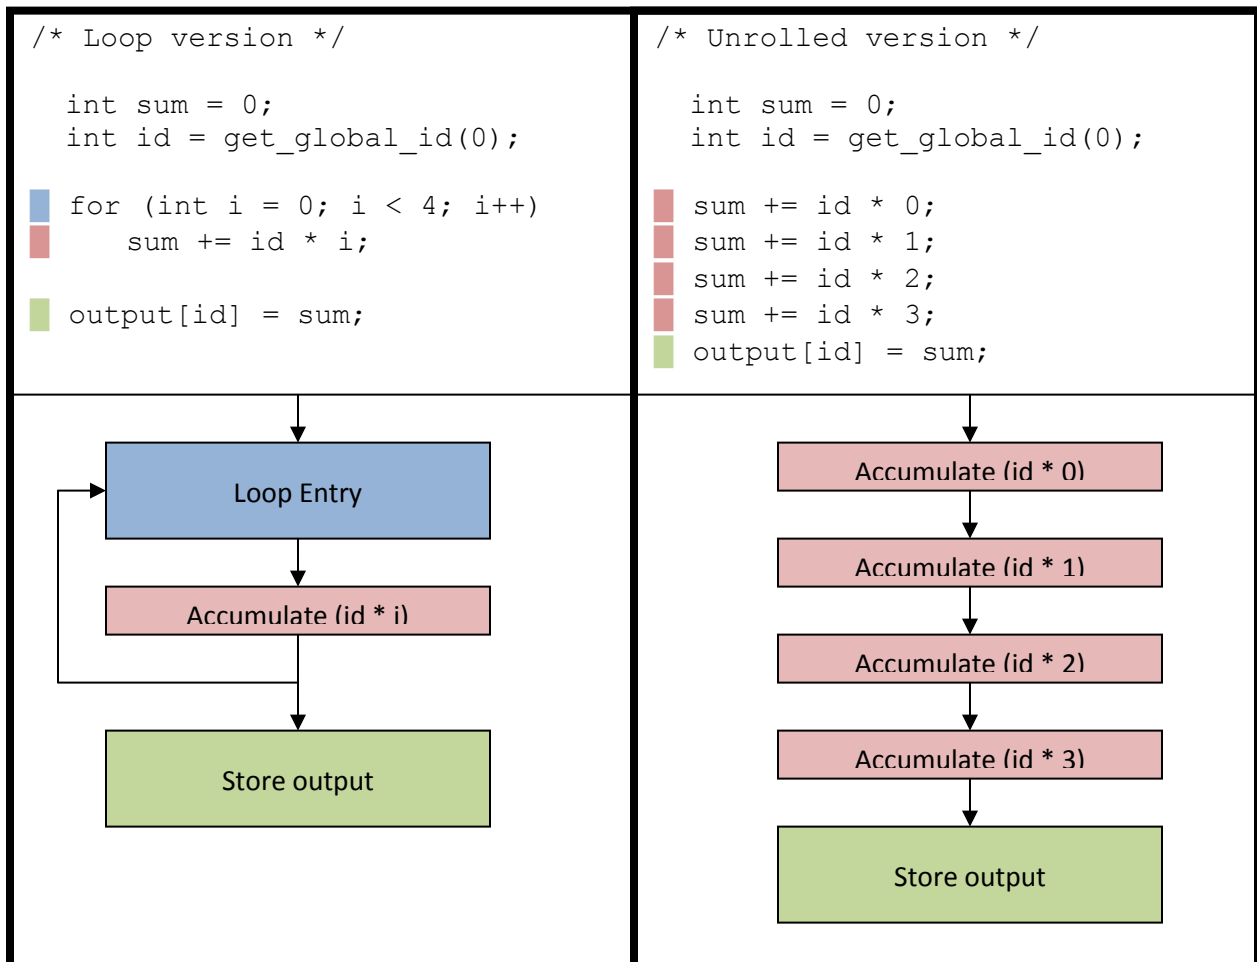 /* Loop version */
int sum = 0;
int id = get_global_id(0);
for (int i = 0; i < 4; i++)
sum += id * i;
output[id] = sum;
Loop Entry
Accumulate (id * i)
Store output
/* Unrolled version */
int sum = 0;
int id = get_global_id(0);
sum += id * 0;
sum += id * 1;
sum += id * 2;
sum += id * 3;
output[id] = sum;
Accumulate (id * 0)
Accumulate (id * 1)
Accumulate (id * 2)
Accumulate (id * 3)
Store output